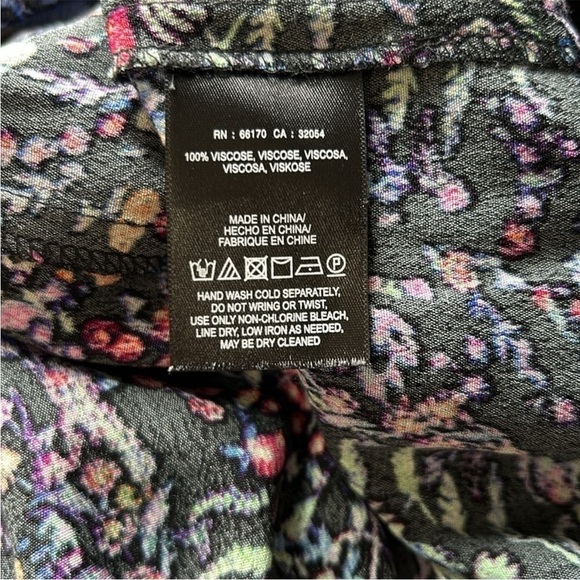 RN : 66170 CA : 32054
100% VISCOSE, VISCOSE, VISCOSA,
VISCOSA, VISKOSE
MADE IN CHINA/
HECHO EN CHINA/
FABRIQUE EN CHINE
HAND WASH COLD SEPARATELY,
DO NOT WRING OR TWIST,
USE ONLY NON-CHLORINE BLEACH,
LINE DRY, LOW IRON AS NEEDED,
MAY BE DRY CLEANED